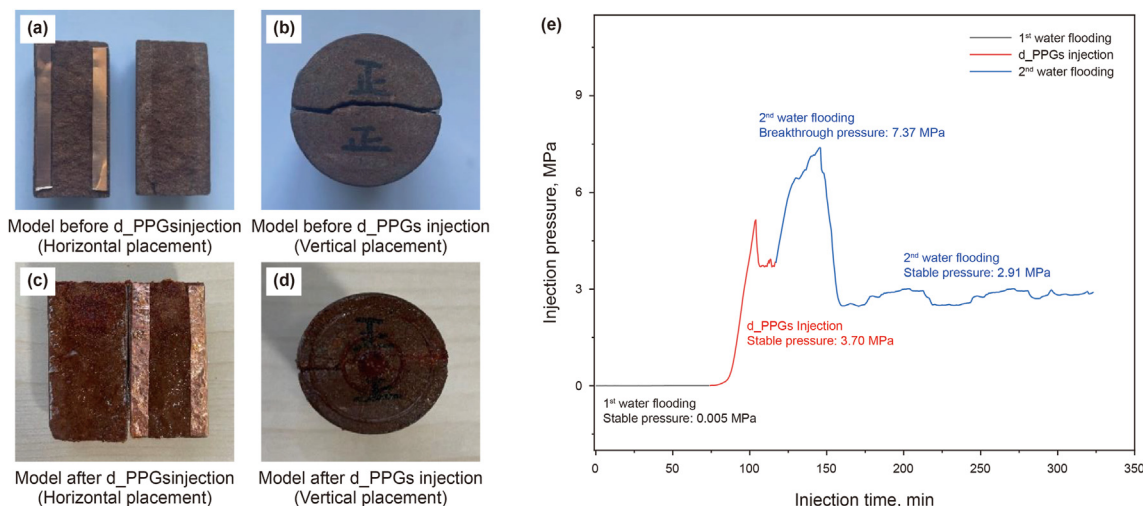 (a)
正
(b)
正
Model before d_PPGsinjection
(Horizontal placement)
Model before d_PPGs injection
(Vertical placement)
(c)
(d)
正
Model after d_PPGsinjection
(Horizontal placement)
Model after d_PPGs injection
(Vertical placement)
(e)
1st water flooding
d_PPGs injection
2nd water flooding
Injection pressure, MPa
9
6
3
0
2nd water flooding
Breakthrough pressure: 7.37 MPa
2nd water flooding
Stable pressure: 2.91 MPa
d_PPGs Injection
Stable pressure: 3.70 MPa
1st water flooding
Stable pressure: 0.005 MPa
0 50 100 150 200 250 300 350
Injection time, min